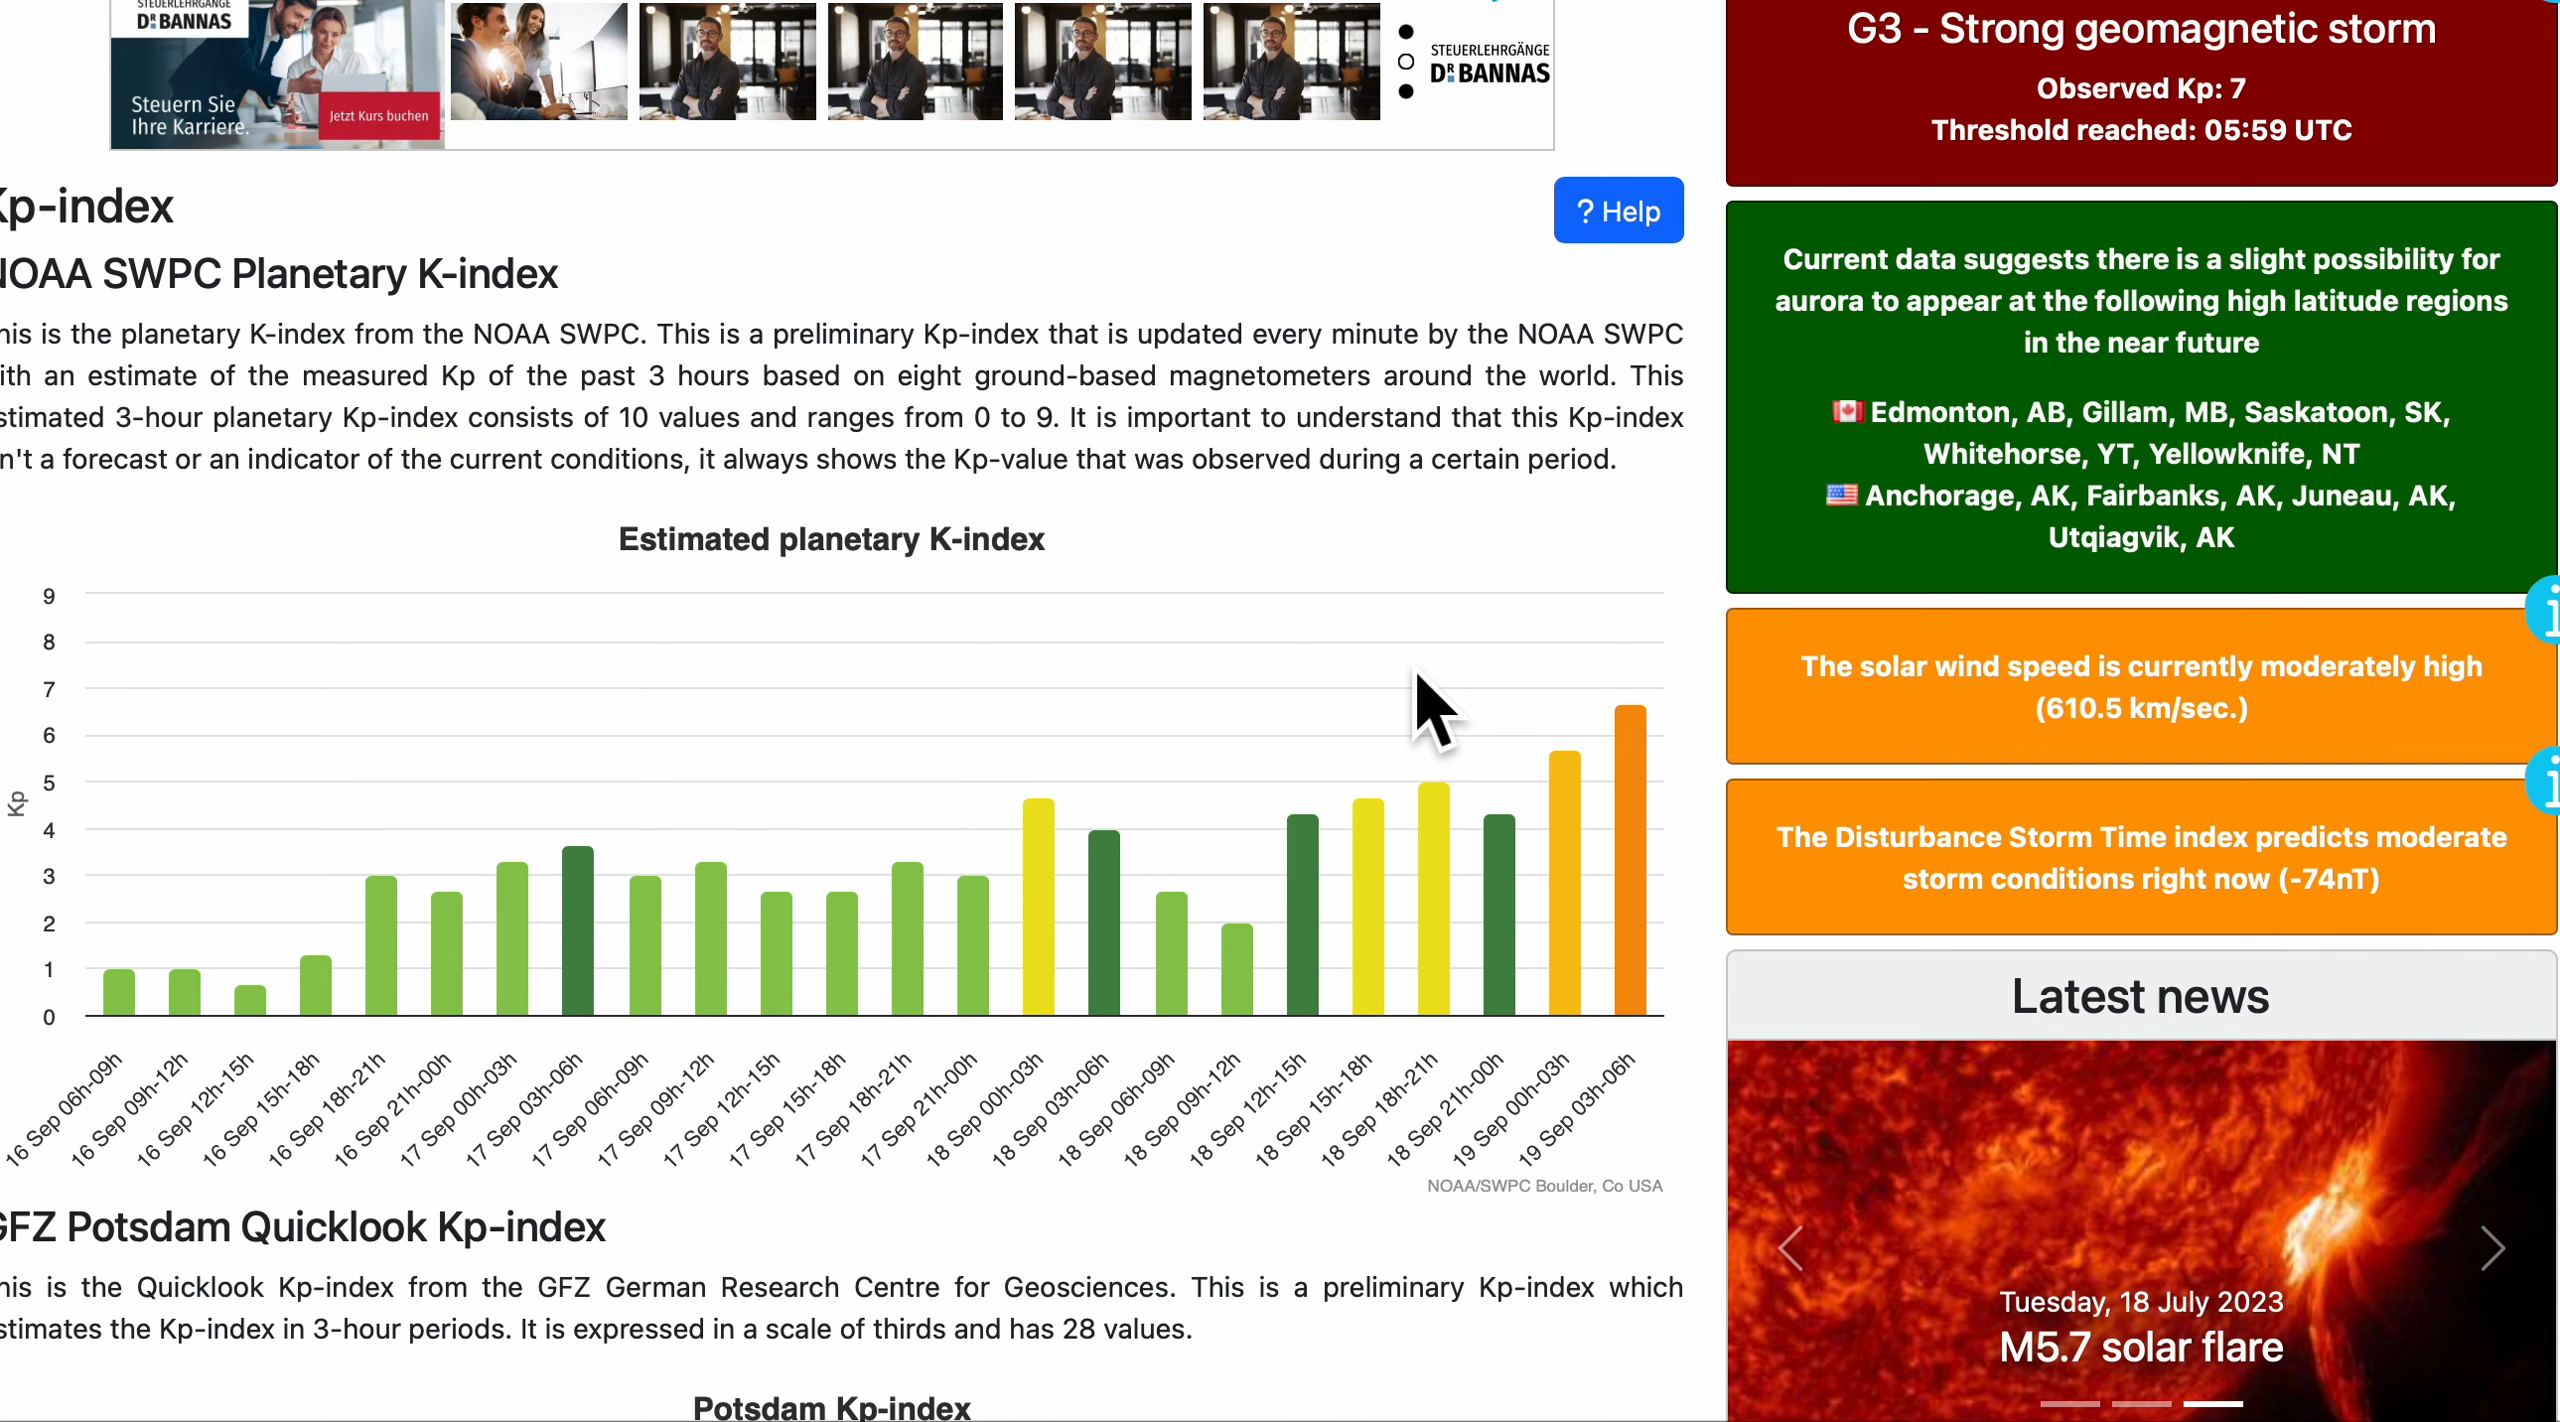 STEUERLEHRGÄNGE
DR BANNAS
Steuern Sie
Ihre Karriere.
Jetzt Kurs buchen
STEUERLEHRGÄNGE
DR BANNAS
Kp-index
? Help
NOAA SWPC Planetary K-index
his is the planetary K-index from the NOAA SWPC. This is a preliminary Kp-index that is updated every minute by the NOAA SWPC
ith an estimate of the measured Kp of the past 3 hours based on eight ground-based magnetometers around the world. This
stimated 3-hour planetary Kp-index consists of 10 values and ranges from 0 to 9. It is important to understand that this Kp-index
n't a forecast or an indicator of the current conditions, it always shows the Kp-value that was observed during a certain period.
Estimated planetary K-index
9
8
7
6
5
4
3
2
1
0
Kp
16 Sep 06h-09h
16 Sep 09h-12h
16 Sep 12h-15h
16 Sep 15h-18h
16 Sep 18h-21h
16 Sep 21h-00h
17 Sep 00h-03h
17 Sep 03h-06h
17 Sep 06h-09h
17 Sep 09h-12h
17 Sep 12h-15h
17 Sep 15h-18h
17 Sep 18h-21h
17 Sep 21h-00h
18 Sep 00h-03h
18 Sep 03h-06h
18 Sep 06h-09h
18 Sep 09h-12h
18 Sep 12h-15h
18 Sep 15h-18h
18 Sep 18h-21h
18 Sep 21h-00h
19 Sep 00h-03h
19 Sep 03h-06h
NOAA/SWPC Boulder, Co USA
GFZ Potsdam Quicklook Kp-index
his is the Quicklook Kp-index from the GFZ German Research Centre for Geosciences. This is a preliminary Kp-index which
stimates the Kp-index in 3-hour periods. It is expressed in a scale of thirds and has 28 values.
Potsdam Kp-index
G3 - Strong geomagnetic storm
Observed Kp: 7
Threshold reached: 05:59 UTC
Current data suggests there is a slight possibility for
aurora to appear at the following high latitude regions
in the near future
Edmonton, AB, Gillam, MB, Saskatoon, SK,
Whitehorse, YT, Yellowknife, NT
Anchorage, AK, Fairbanks, AK, Juneau, AK,
Utqiagvik, AK
The solar wind speed is currently moderately high
(610.5 km/sec.)
The Disturbance Storm Time index predicts moderate
storm conditions right now (-74nT)
Latest news
Tuesday, 18 July 2023
M5.7 solar flare